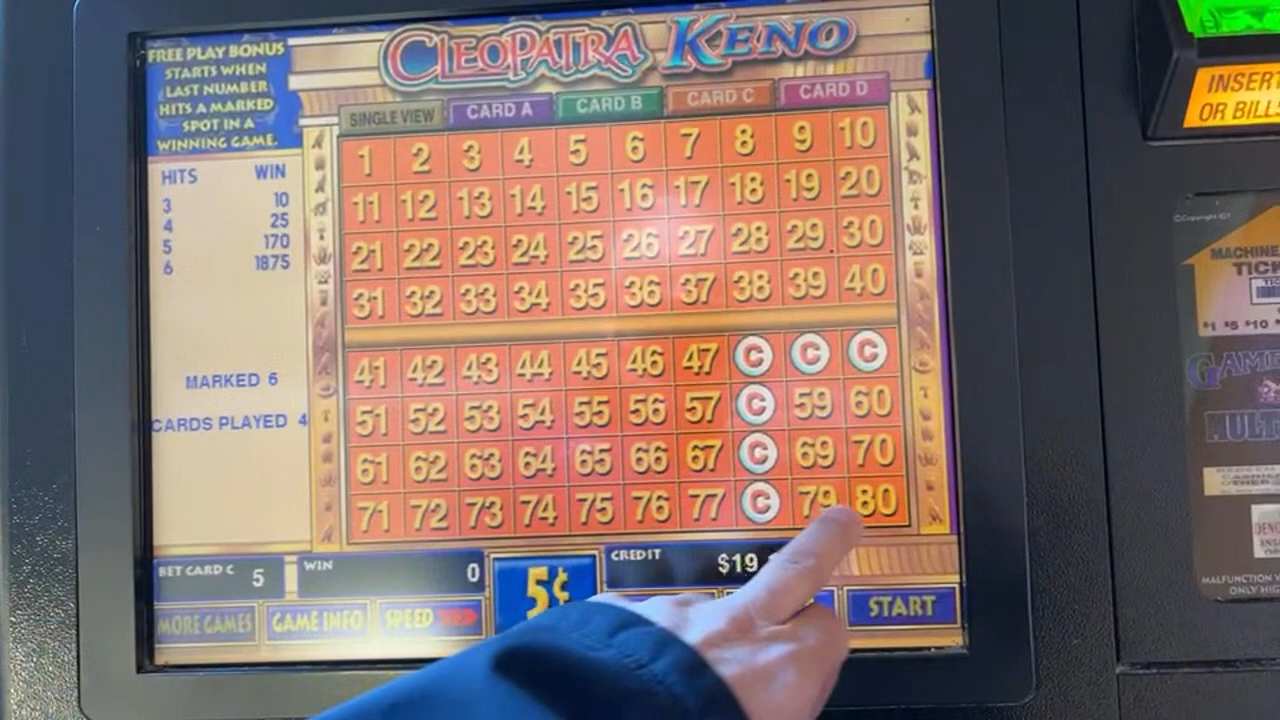 FREE PLAY BONUS
STARTS WHEN
LAST NUMBER
HITS A MARKED
SPOT IN A
WINNING GAME.
CLEOPATRA KENO
SINGLE VIEW CARD A CARD B CARD C CARD D
HITS WIN
3 10
4 25
5 170
6 1875
MARKED 6
CARDS PLAYED 4
1 2 3 4 5 6 7 8 9 10
11 12 13 14 15 16 17 18 19 20
21 22 23 24 25 26 27 28 29 30
31 32 33 34 35 36 37 38 39 40
41 42 43 44 45 46 47 C C C
51 52 53 54 55 56 57 C 59 60
61 62 63 64 65 66 67 C 69 70
71 72 73 74 75 76 77 C 79 80
BET CARD C 5
WIN 0
5¢
CREDIT $19
MORE GAMES GAME INFO SPEED
START
INSERT
OR BILLS
MACHINE
TICK
$1 $5 $10
GAME
MULT
MALFUNCTION
ONLY HIG